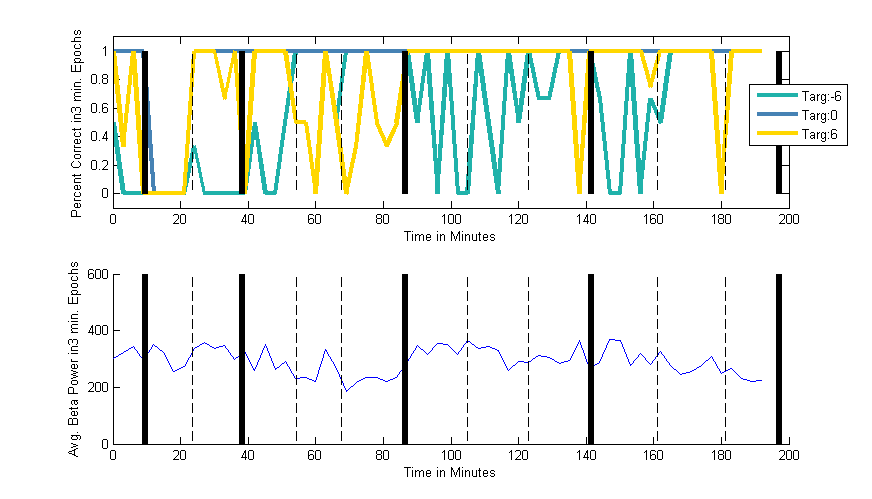 Percent Correct in3 min. Epochs
1
0.8
0.6
0.4
0.2
0
0 20 40 60 80 100 120 140 160 180 200
Time in Minutes
Targ:-6
Targ:0
Targ:6
Avg. Beta Power in3 min. Epochs
600
400
200
0
0 20 40 60 80 100 120 140 160 180 200
Time in Minutes